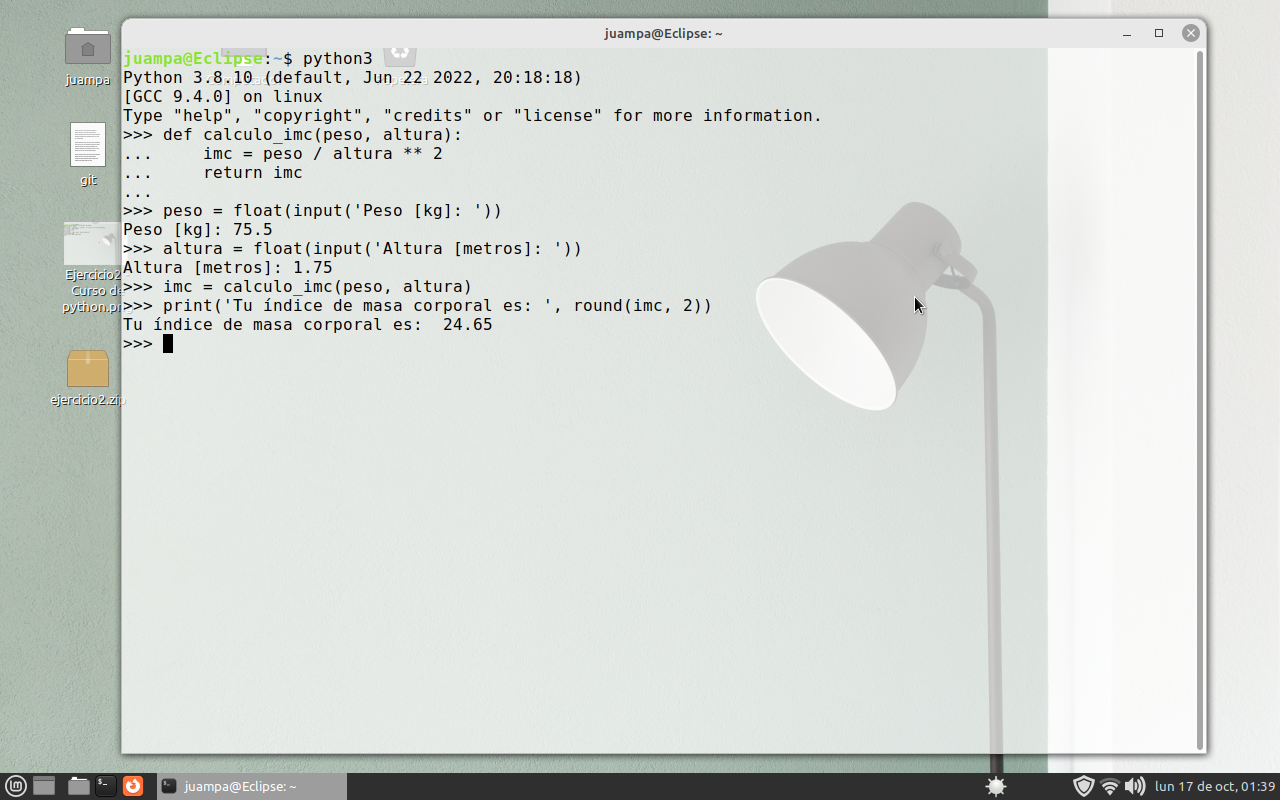 juampa@Eclipse: ~
juampa@Eclipse:~$ python3
Python 3.8.10 (default, Jun 22 2022, 20:18:18)
[GCC 9.4.0] on linux
Type "help", "copyright", "credits" or "license" for more information.
>>> def calculo_imc(peso, altura):
...     imc = peso / altura ** 2
...     return imc
...
>>> peso = float(input('Peso [kg]: '))
Peso [kg]: 75.5
>>> altura = float(input('Altura [metros]: '))
Altura [metros]: 1.75
>>> imc = calculo_imc(peso, altura)
>>> print('Tu índice de masa corporal es: ', round(imc, 2))
Tu índice de masa corporal es:  24.65
>>>
juampa
git
Ejercicio2
Curso de
python.pn
ejercicio2.zip
juampa@Eclipse: ~
lun 17 de oct, 01:39